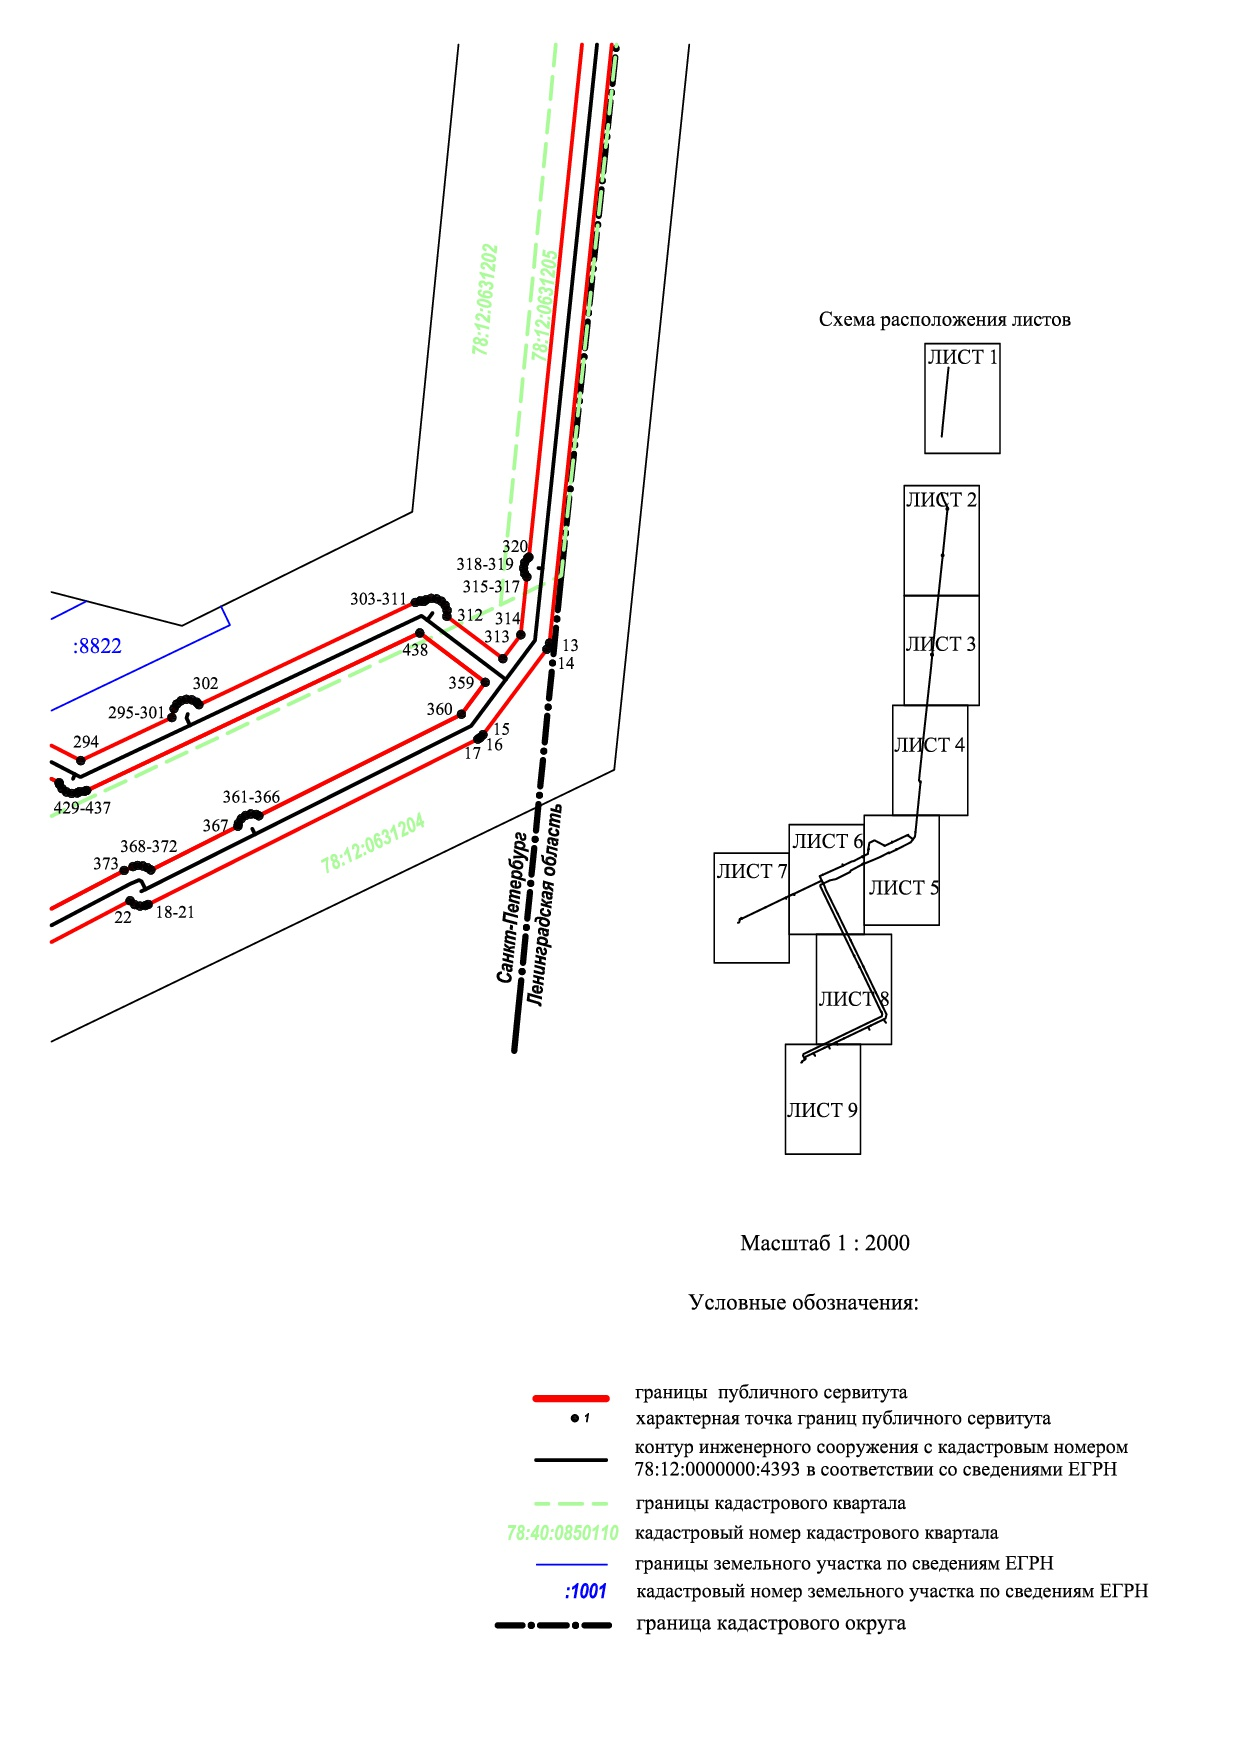 78:12:0631202
78:12:0631205
Схема расположения листов
ЛИСТ 1
ЛИСТ 2
ЛИСТ 3
ЛИСТ 4
ЛИСТ 6
ЛИСТ 7
ЛИСТ 5
ЛИСТ 8
ЛИСТ 9
320
318-319
315-317
303-311
312
314
313
13
14
:8822
438
302
359
295-301
360
15
16
17
294
429-437
361-366
367
78:12:0631204
368-372
373
22
18-21
Санкт-Петербург
Ленинградская область
Масштаб 1 : 2000
Условные обозначения:
границы публичного сервитута
1 характерная точка границ публичного сервитута
контур инженерного сооружения с кадастровым номером
78:12:0000000:4393 в соответствии со сведениями ЕГРН
границы кадастрового квартала
78:40:0850110 кадастровый номер кадастрового квартала
границы земельного участка по сведениям ЕГРН
:1001 кадастровый номер земельного участка по сведениям ЕГРН
граница кадастрового округа